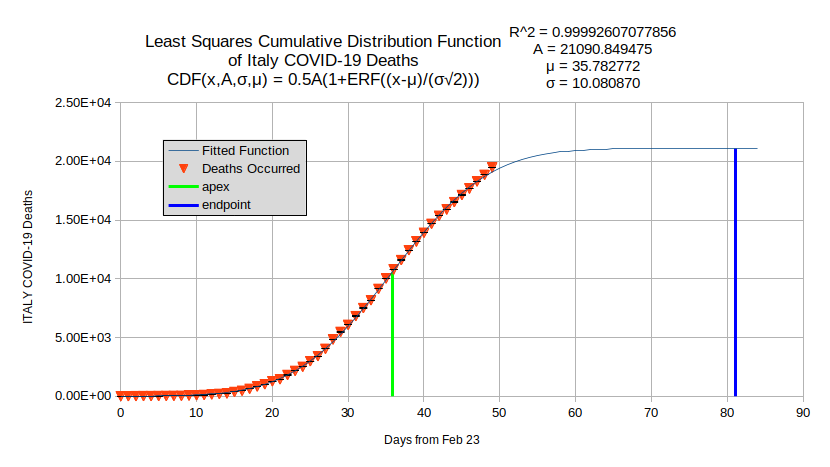 Least Squares Cumulative Distribution Function
of Italy COVID-19 Deaths
CDF(x,A,σ,μ) = 0.5A(1+ERF((x-μ)/(σ√2)))
R^2 = 0.99992607077856
A = 21090.849475
μ = 35.782772
σ = 10.080870
2.50E+04
2.00E+04
1.50E+04
1.00E+04
5.00E+03
0.00E+00
ITALY COVID-19 Deaths
Fitted Function
Deaths Occurred
apex
endpoint
0 10 20 30 40 50 60 70 80 90
Days from Feb 23